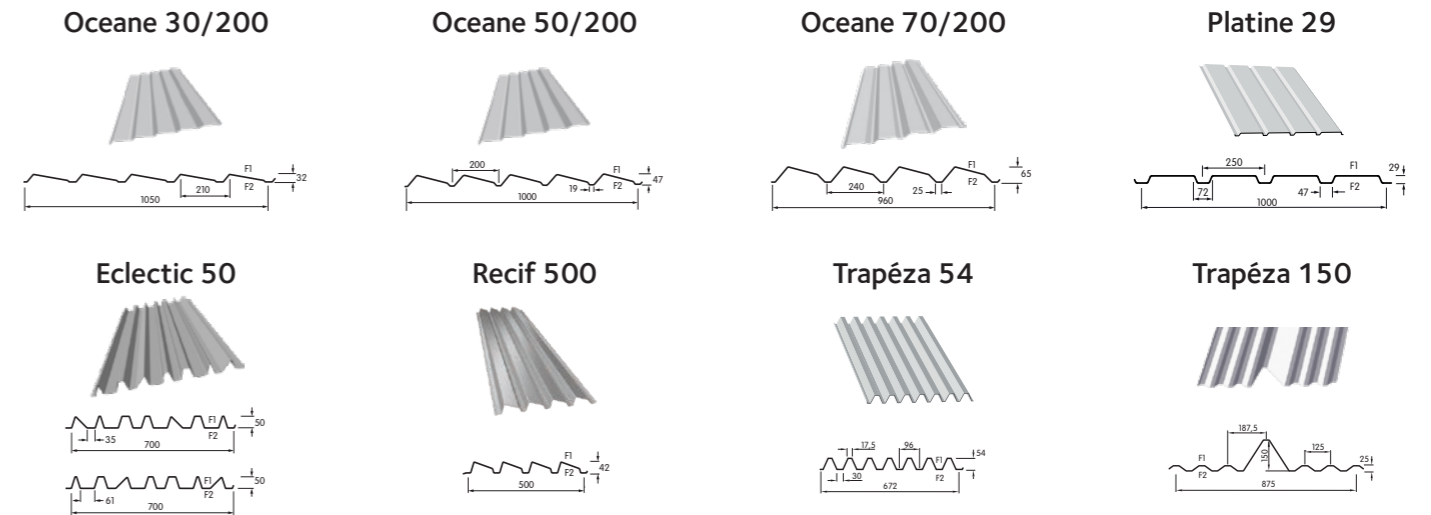 Oceane 30/200
Oceane 50/200
Oceane 70/200
Platine 29
F1
F2
32
210
1050
200
F1
F2
47
19
1000
F1
F2
65
240
25
960
250
F1
F2
29
72
47
1000
Eclectic 50
Recif 500
Trapéza 54
Trapéza 150
F1
F2
50
35
700
F1
F2
50
61
700
F1
F2
42
500
17,5
96
54
F1
F2
30
672
187,5
150
125
F1
F2
25
875